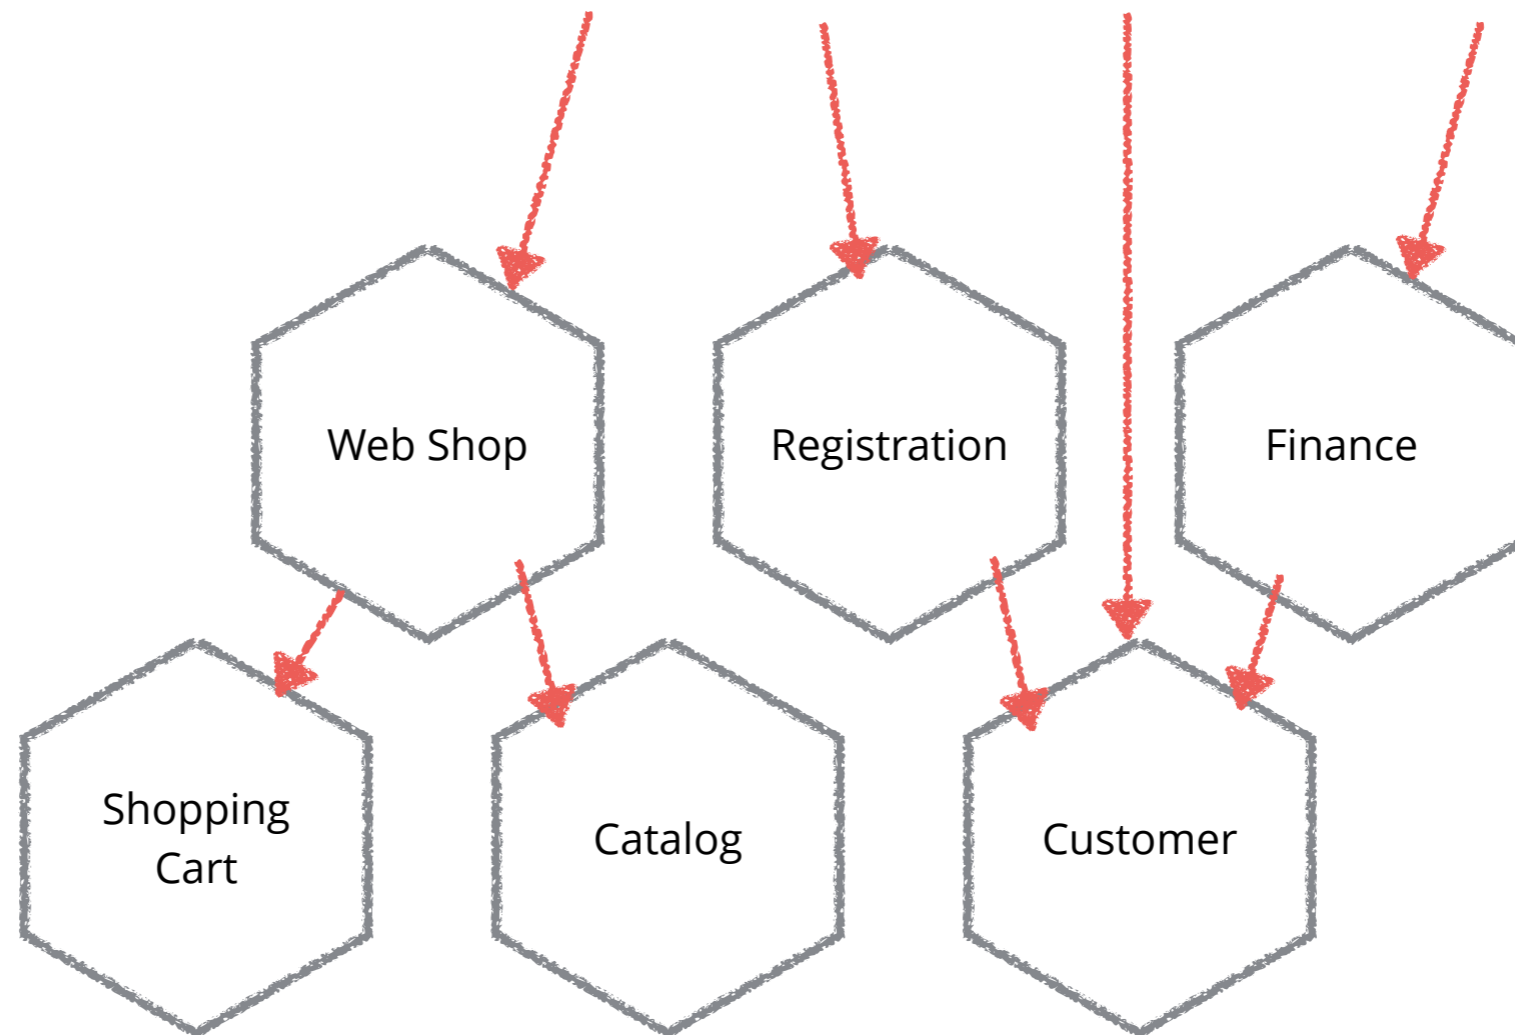 Web Shop
Registration
Finance
Shopping
Cart
Catalog
Customer